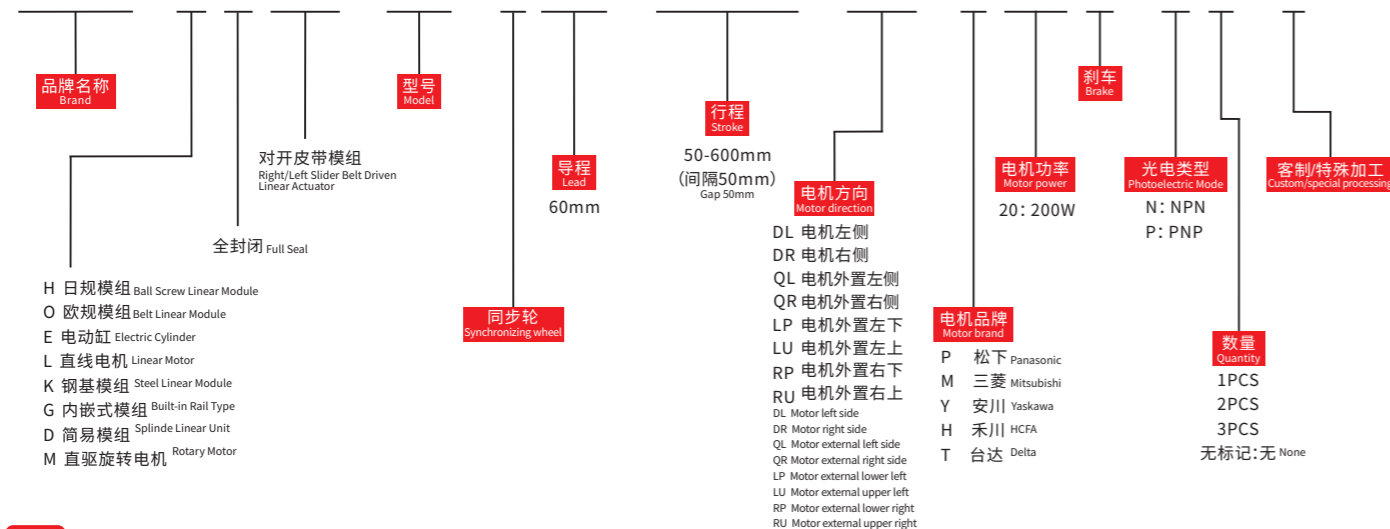 品牌名称
Brand
型号
Model
刹车
Brake
行程
Stroke
50-600mm
（间隔50mm）
Gap 50mm
对开皮带模组
Right/Left Slider Belt Driven
Linear Actuator
导程
Lead
60mm
电机功率
Motor power
20：200W
光电类型
Photoelectric Mode
N：NPN
P：PNP
客制/特殊加工
Custom/special processing
全封闭 Full Seal
电机方向
Motor direction
DL 电机左侧
DR 电机右侧
QL 电机外置左侧
QR 电机外置右侧
LP 电机外置左下
LU 电机外置左上
RP 电机外置右下
RU 电机外置右上
DL Motor left side
DR Motor right side
QL Motor external left side
QR Motor external right side
LP Motor external lower left
LU Motor external upper left
RP Motor external lower right
RU Motor external upper right
H 日规模组 Ball Screw Linear Module
O 欧规模组 Belt Linear Module
E 电动缸 Electric Cylinder
L 直线电机 Linear Motor
K 钢基模组 Steel Linear Module
G 内嵌式模组 Built-in Rail Type
D 简易模组 Splinde Linear Unit
M 直驱旋转电机 Rotary Motor
同步轮
Synchronizing wheel
电机品牌
Motor brand
P 松下 Panasonic
M 三菱 Mitsubishi
Y 安川 Yaskawa
H 禾川 HCFA
T 台达 Delta
数量
Quantity
1PCS
2PCS
3PCS
无标记：无 None